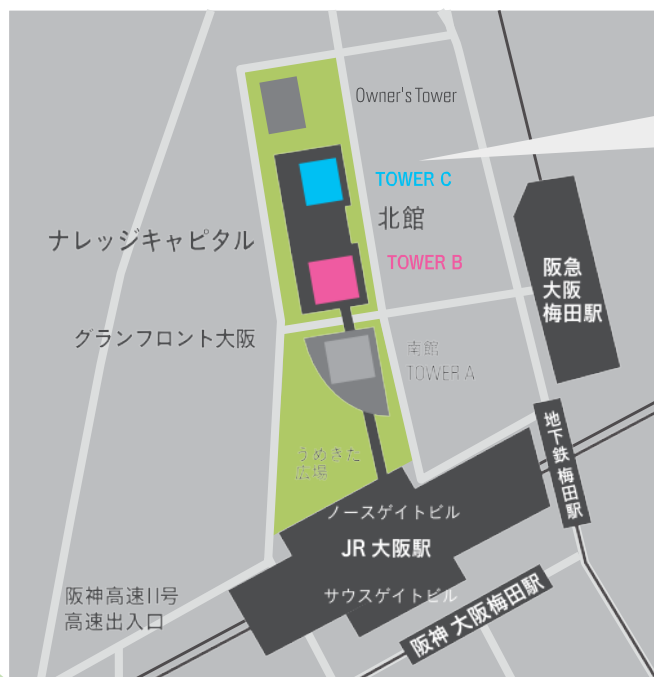 Owner's Tower
TOWER C
北館
ナレッジキャピタル
TOWER B
阪急
大阪
梅田駅
グランフロント大阪
南館
TOWER A
地下鉄 梅田駅
うめきた
広場
ノースゲイトビル
JR 大阪駅
阪神高速11号
高速出入口
サウスゲイトビル
阪神 大阪梅田駅